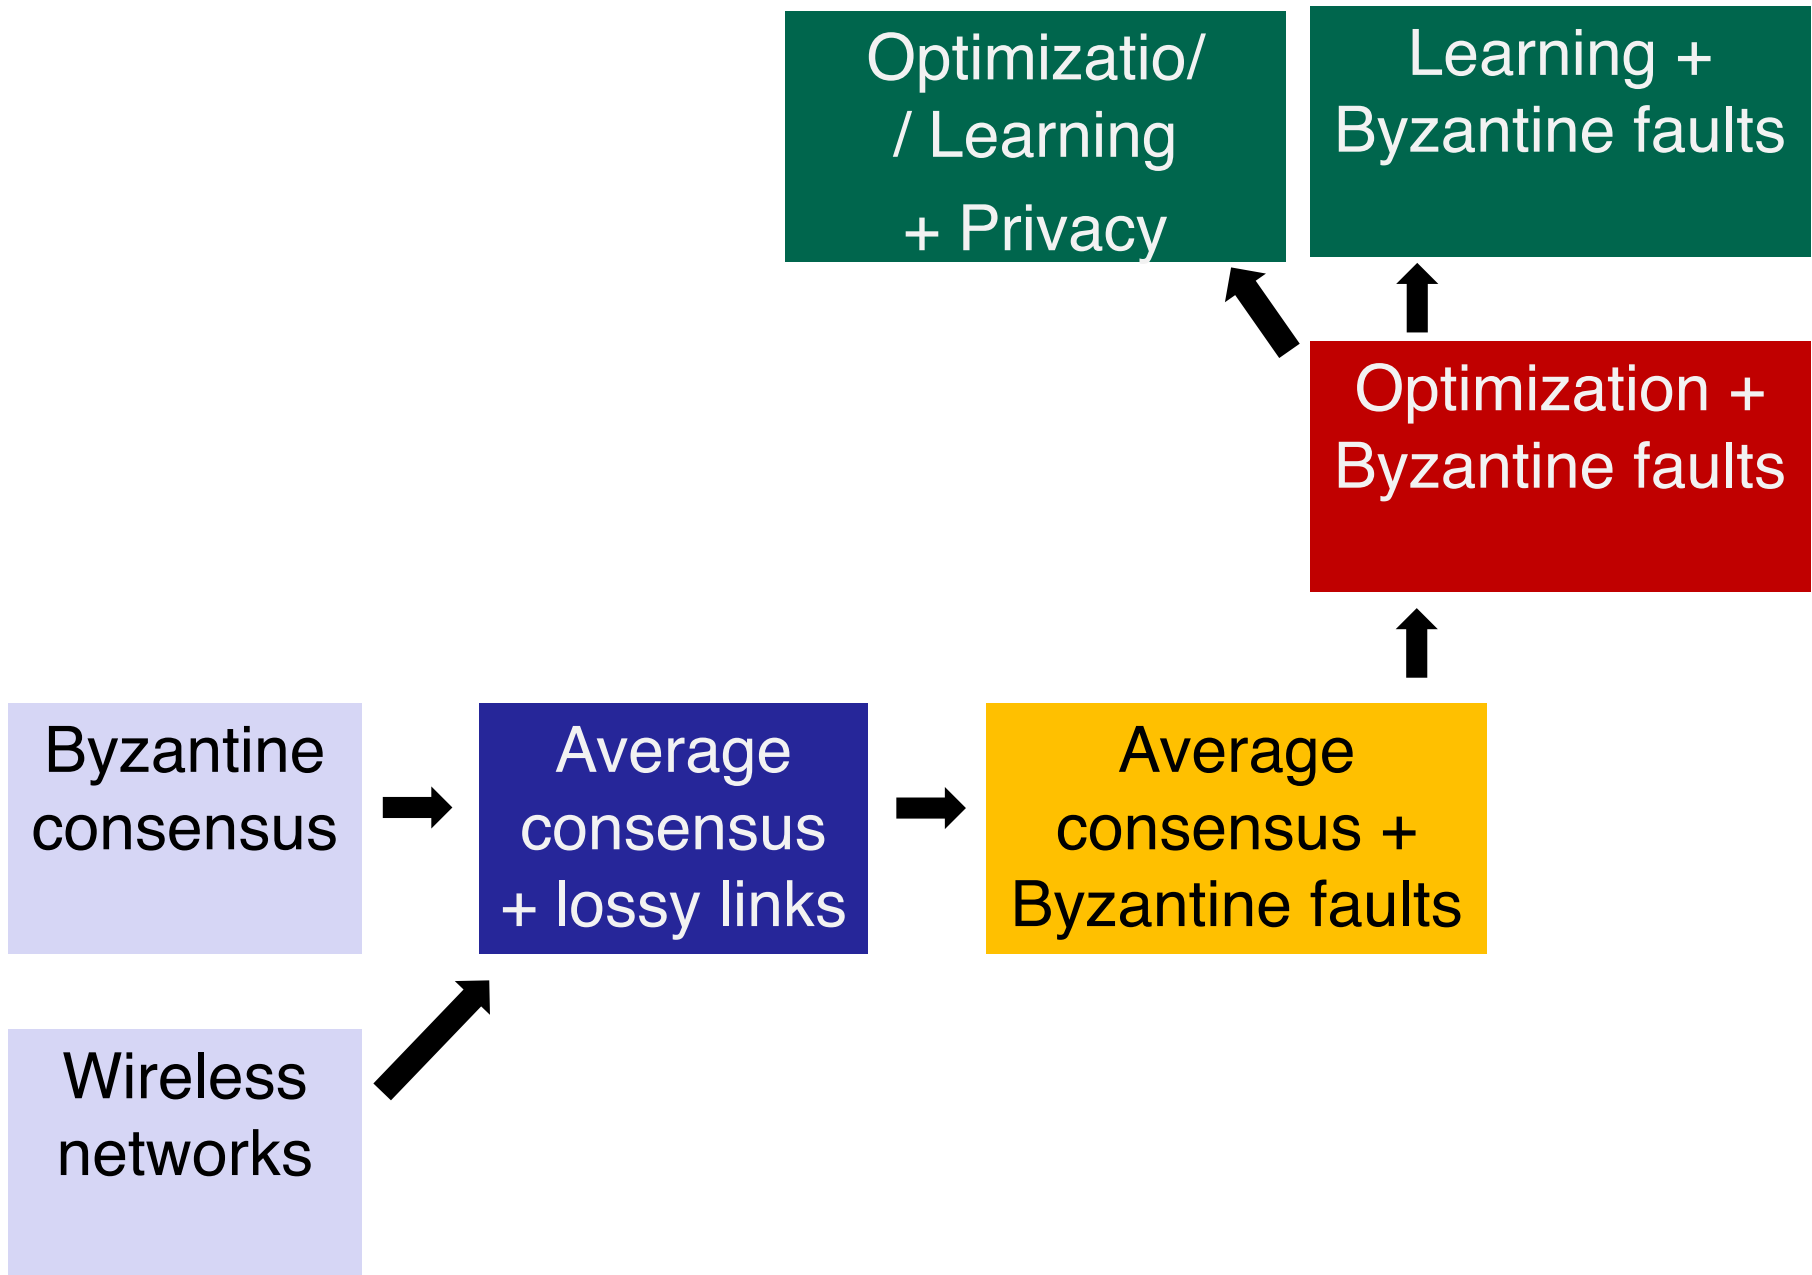 Optimizatio/
/ Learning
+ Privacy
Learning +
Byzantine faults
Optimization +
Byzantine faults
Byzantine
consensus
Average
consensus
+ lossy links
Average
consensus +
Byzantine faults
Wireless
networks